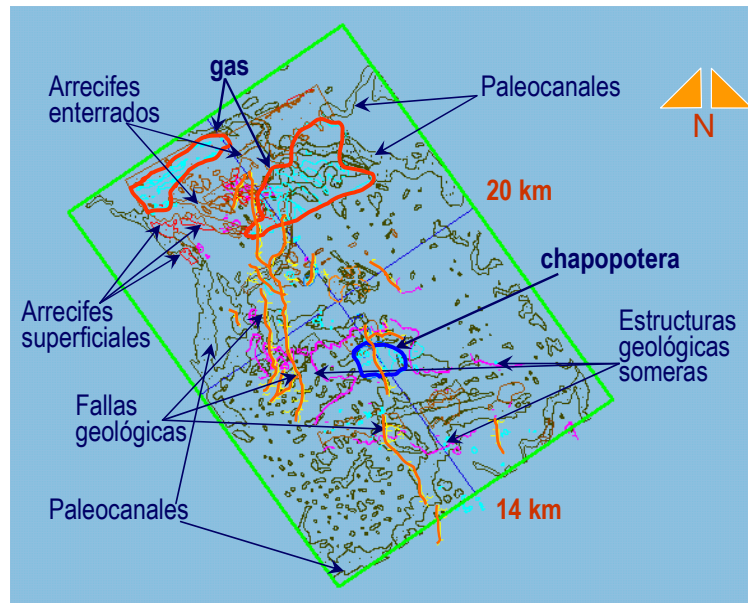 gas
Arrecifes
enterrados
Paleocanales
N
20 km
chapopotera
Arrecifes
superficiales
Estructuras
geológicas
someras
Fallas
geológicas
Paleocanales
14 km